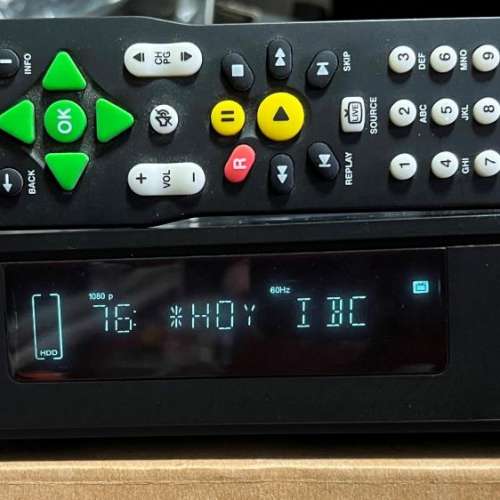 INFO
CH
PG
SKIP
3 DEF
6 MNO
9
OK
LIVE
SOURCE
2 ABC
5 JKL
8
BACK
+ VOL −
R
REPLAY
1
4 GHI
7
1080 p
60Hz
HDD
76: *HOY IBC